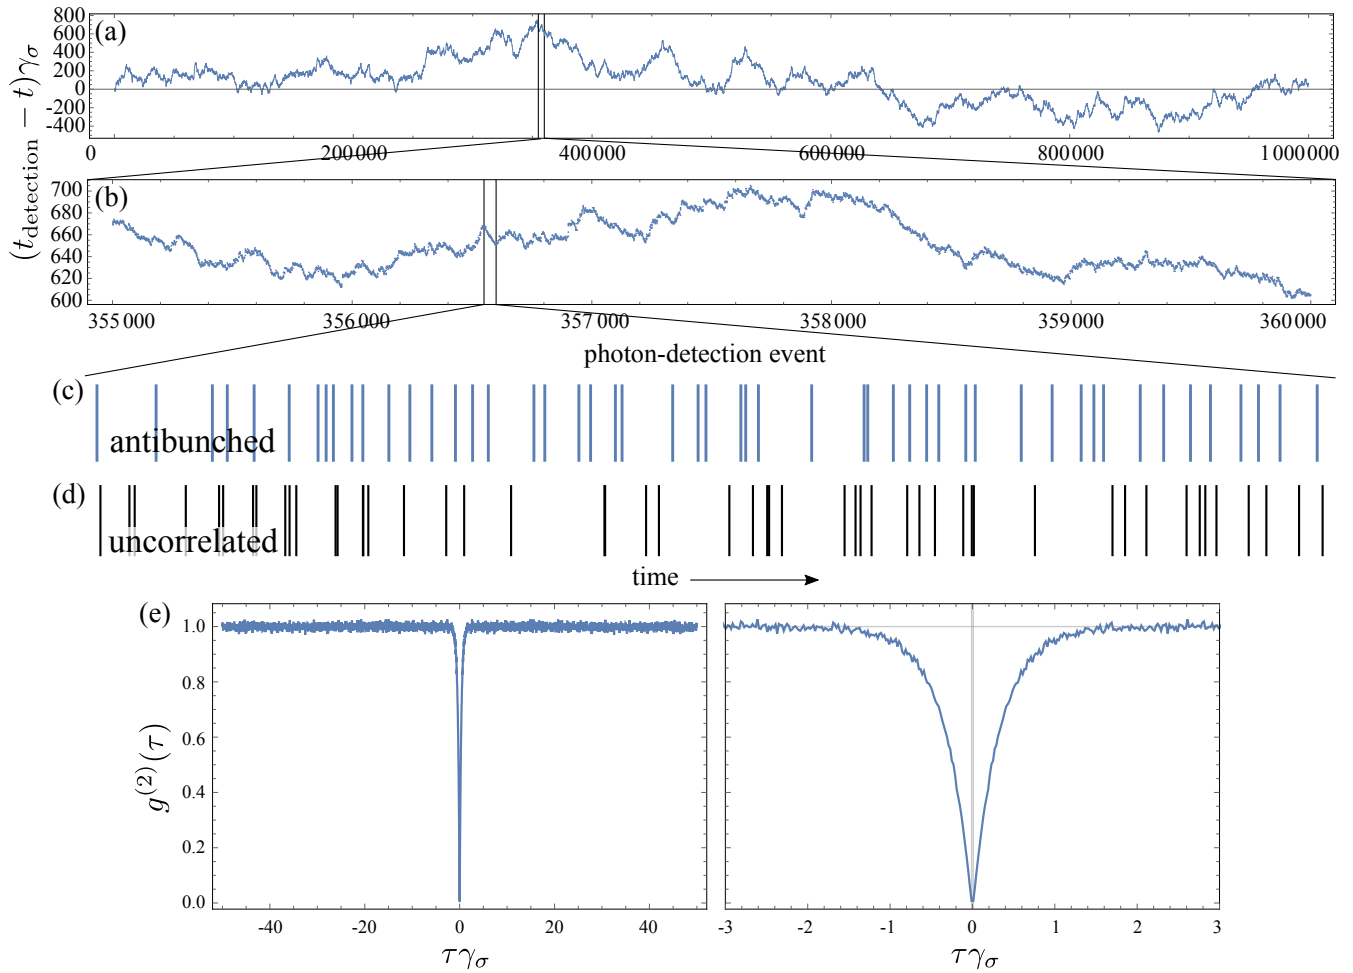 (a)
800
600
400
200
0
-200
-400
0 200000 400000 600000 800000 1000000
(t_detection − t)γ_σ
(b)
700
680
660
640
620
600
355000 356000 357000 358000 359000 360000
photon-detection event
(c)
antibunched
(d)
uncorrelated
time
(e)
1.0
0.8
0.6
0.4
0.2
0.0
g^(2)(τ)
-40 -20 0 20 40
-3 -2 -1 0 1 2 3
τγ_σ
τγ_σ